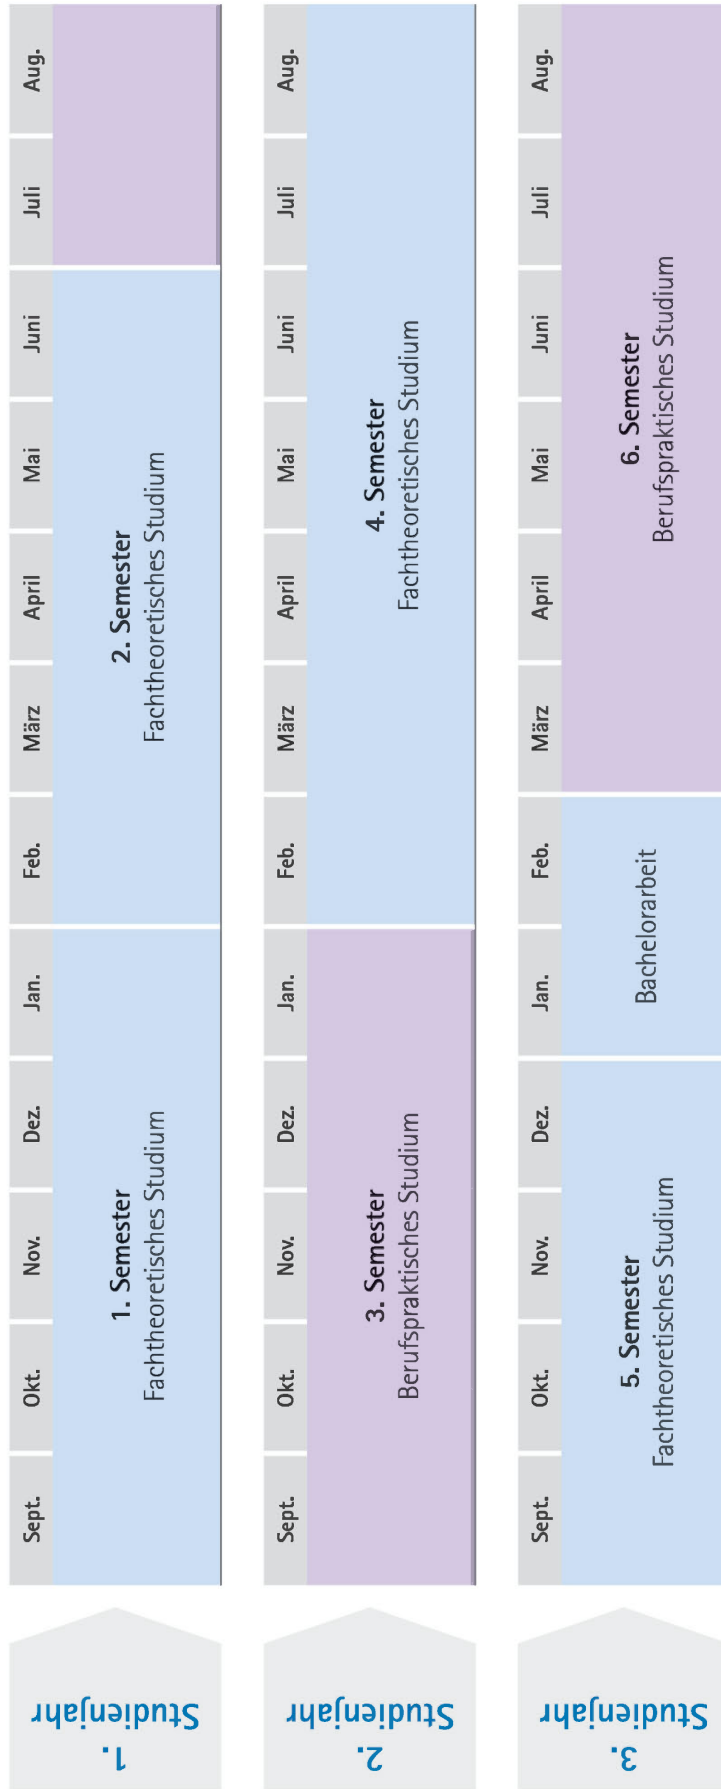 1.
Studienjahr
Sept.
Okt.
Nov.
Dez.
Jan.
Feb.
März
April
Mai
Juni
Juli
Aug.
1. Semester
Fachtheoretisches Studium
2. Semester
Fachtheoretisches Studium
2.
Studienjahr
Sept.
Okt.
Nov.
Dez.
Jan.
Feb.
März
April
Mai
Juni
Juli
Aug.
3. Semester
Berufspraktisches Studium
4. Semester
Fachtheoretisches Studium
3.
Studienjahr
Sept.
Okt.
Nov.
Dez.
Jan.
Feb.
März
April
Mai
Juni
Juli
Aug.
5. Semester
Fachtheoretisches Studium
Bachelorarbeit
6. Semester
Berufspraktisches Studium